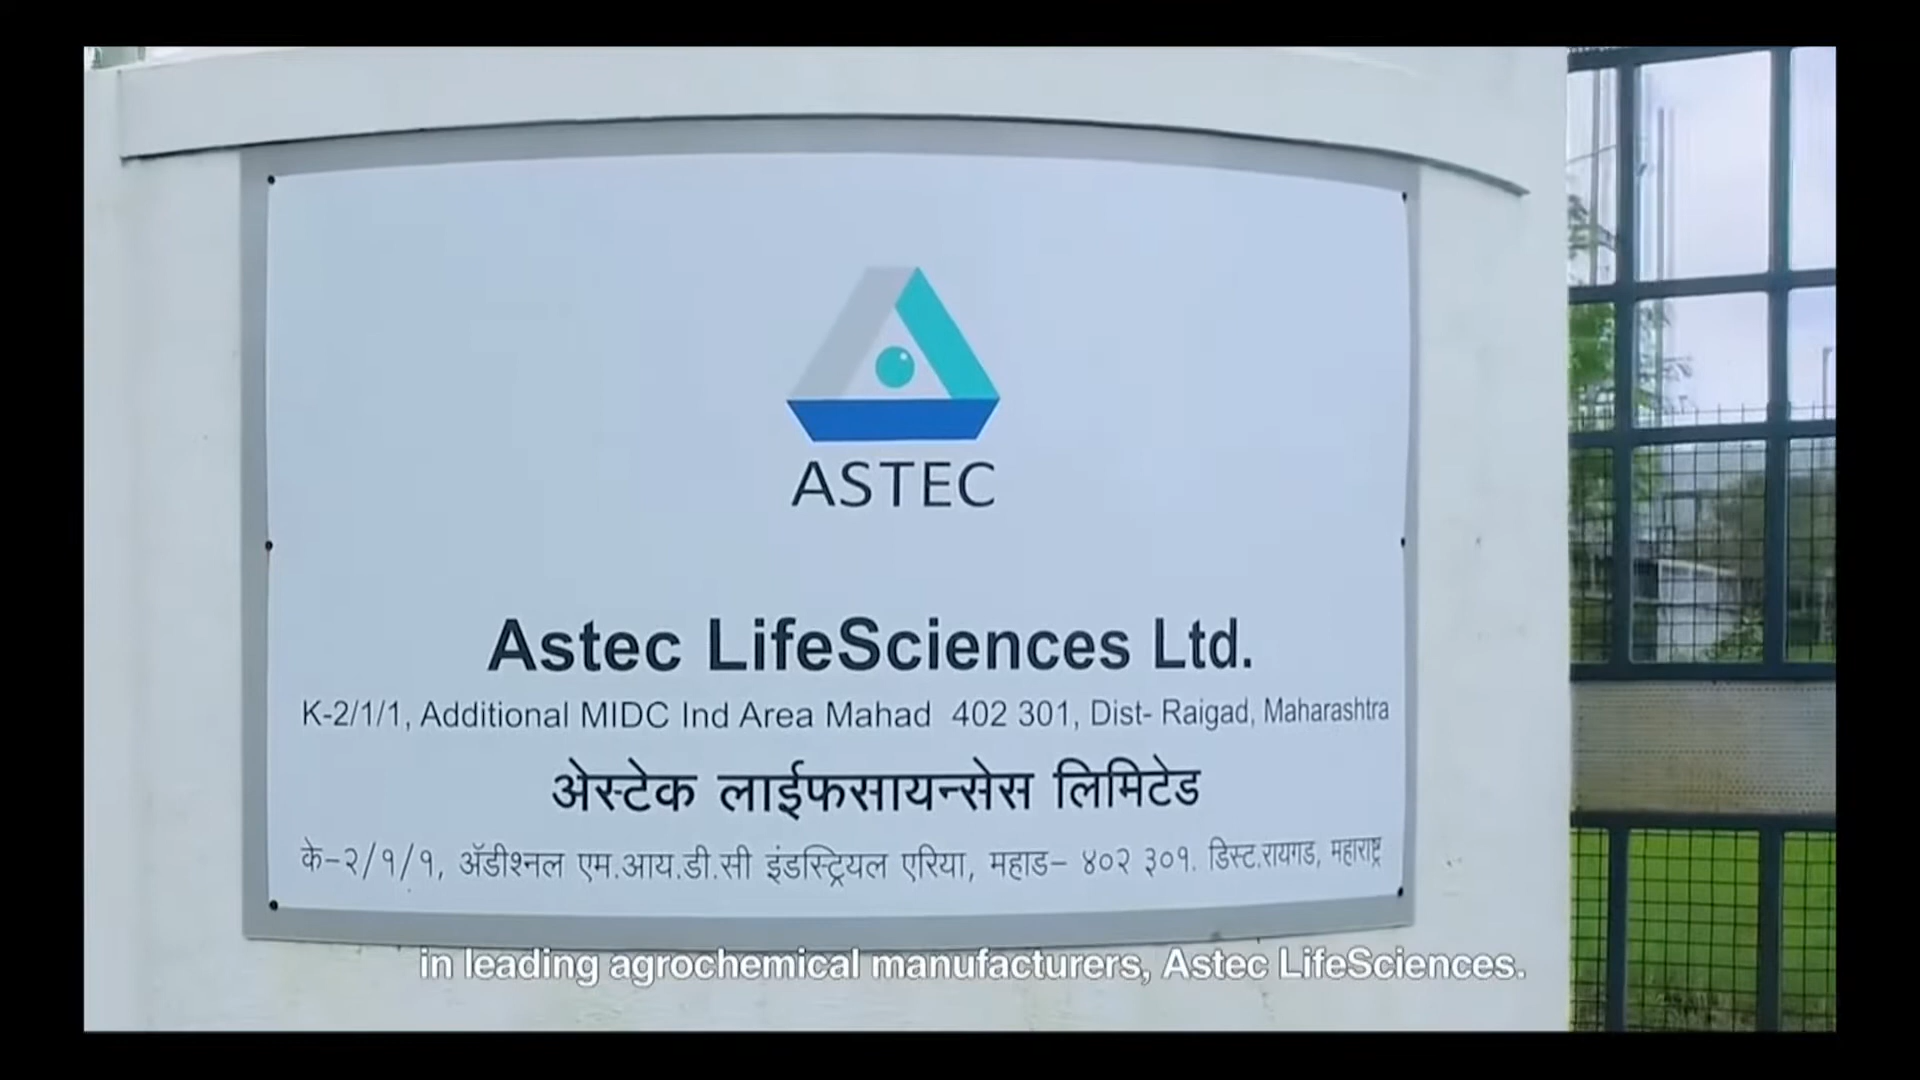 ASTEC
Astec LifeSciences Ltd.
K-2/1/1, Additional MIDC Ind Area Mahad 402 301, Dist- Raigad, Maharashtra
ॲस्टेक लाईफसायन्सेस लिमिटेड
के-२/१/१, ॲडीश्नल एम.आय.डी.सी इंडस्ट्रियल एरिया, महाड- ४०२ ३०१. डिस्ट.रायगड, महाराष्ट्र
in leading agrochemical manufacturers, Astec LifeSciences.